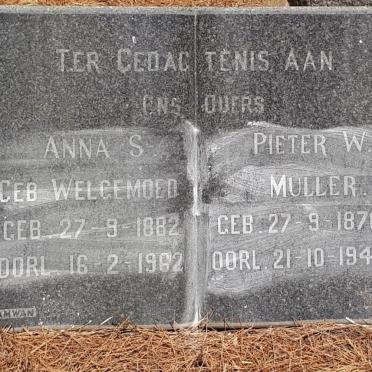 TER GEDAGTENIS AAN
ONS OUERS
ANNA S.
GEB WELGEMOED
GEB. 27-9-1882
OORL. 16-2-1962
PIETER W.
MULLER.
GEB. 27-9-187
OORL. 21-10-194